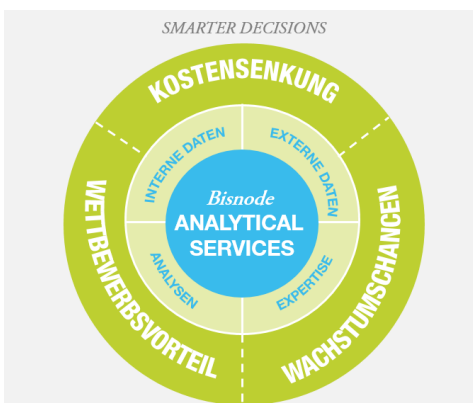 SMARTER DECISIONS
KOSTENSENKUNG
INTERNE DATEN
EXTERNE DATEN
Bisnode
ANALYTICAL
SERVICES
ANALYSEN
EXPERTISE
WETTBEWERBSVORTEIL
WACHSTUMSCHANCEN